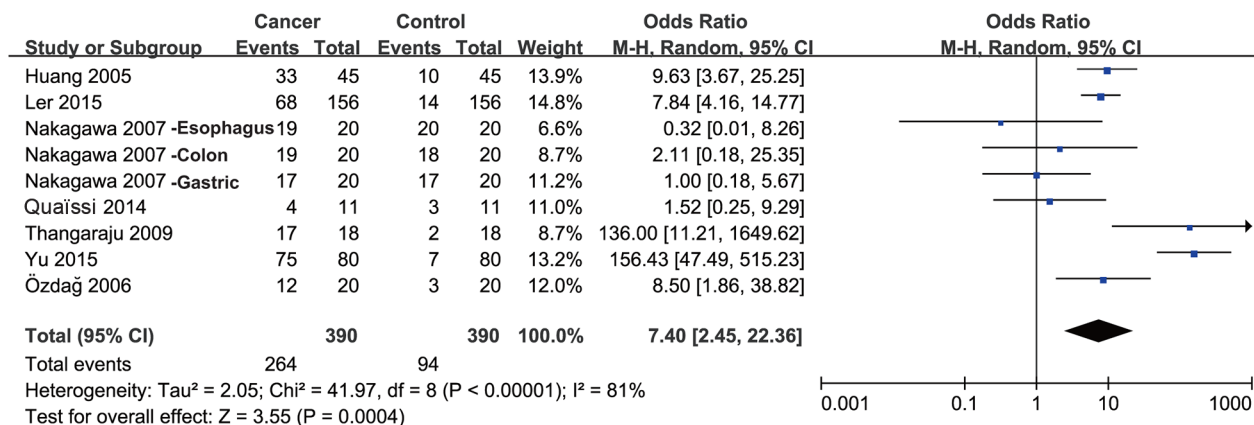 Cancer Control Odds Ratio Odds Ratio
Study or Subgroup Events Total Events Total Weight M-H, Random, 95% CI M-H, Random, 95% CI
Huang 2005 33 45 10 45 13.9% 9.63 [3.67, 25.25]
Ler 2015 68 156 14 156 14.8% 7.84 [4.16, 14.77]
Nakagawa 2007 -Esophagus 19 20 20 20 6.6% 0.32 [0.01, 8.26]
Nakagawa 2007 -Colon 19 20 18 20 8.7% 2.11 [0.18, 25.35]
Nakagawa 2007 -Gastric 17 20 17 20 11.2% 1.00 [0.18, 5.67]
Quaïssi 2014 4 11 3 11 11.0% 1.52 [0.25, 9.29]
Thangaraju 2009 17 18 2 18 8.7% 136.00 [11.21, 1649.62]
Yu 2015 75 80 7 80 13.2% 156.43 [47.49, 515.23]
Özdağ 2006 12 20 3 20 12.0% 8.50 [1.86, 38.82]
Total (95% CI) 390 390 100.0% 7.40 [2.45, 22.36]
Total events 264 94
Heterogeneity: Tau² = 2.05; Chi² = 41.97, df = 8 (P < 0.00001); I² = 81%
Test for overall effect: Z = 3.55 (P = 0.0004)
0.001 0.1 1 10 1000